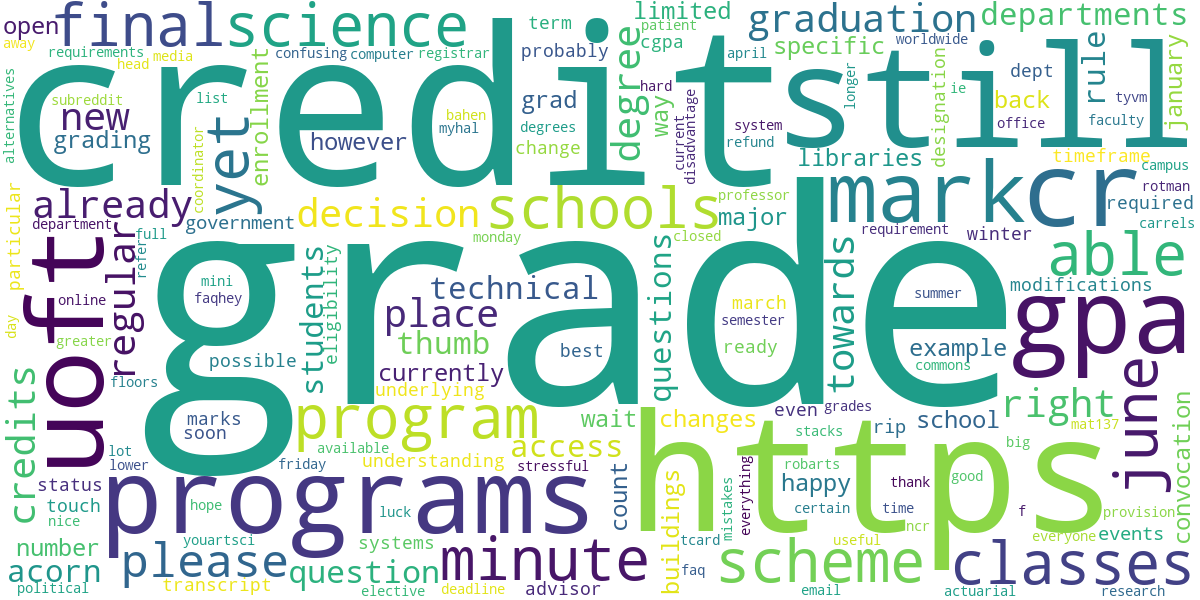 open
final
science
term
limited
graduation
departments
away
requirements
head
media
confusing
computer
registrar
probably
cgpa
patient
specific
worldwide
april
alternatives
subreddit
list
enrollment
credit
still
degree
way
hard
longer
dept
rule
january
new
grading
yet
grad
bahen
myhal
degrees
change
however
current
disadvantage
system
refund
back
designation
ie
office
tyvm
faculty
coordinator
libraries
timeframe
campus
already
department
government
decision
schools
professor
major
mark
cr
rotman
required
carrels
particular
full
refer
regular
uoft
monday
closed
requirement
winter
able
students
eligibility
mini
faqhey
online
technical
questions
towards
march
semester
summer
modifications
place
grade
gpa
day
greater
possible
thumb
best
ready
example
commons
floors
currently
underlying
june
credits
marks
soon
program
wait
changes
even
grades
school
right
mat137
convocation
lot
lower
available
access
stacks
rip
big
friday
understanding
stressful
count
https
status
programs
touch
hope
luck
buildings
mistakes
everything
robarts
happy
certain
thank
time
good
f
provision
nice
number
youartsci
systems
minute
tcard
ncr
useful
everyone
events
acorn
please
question
faq
scheme
classes
political
transcript
elective
deadline
advisor
email
actuarial
research